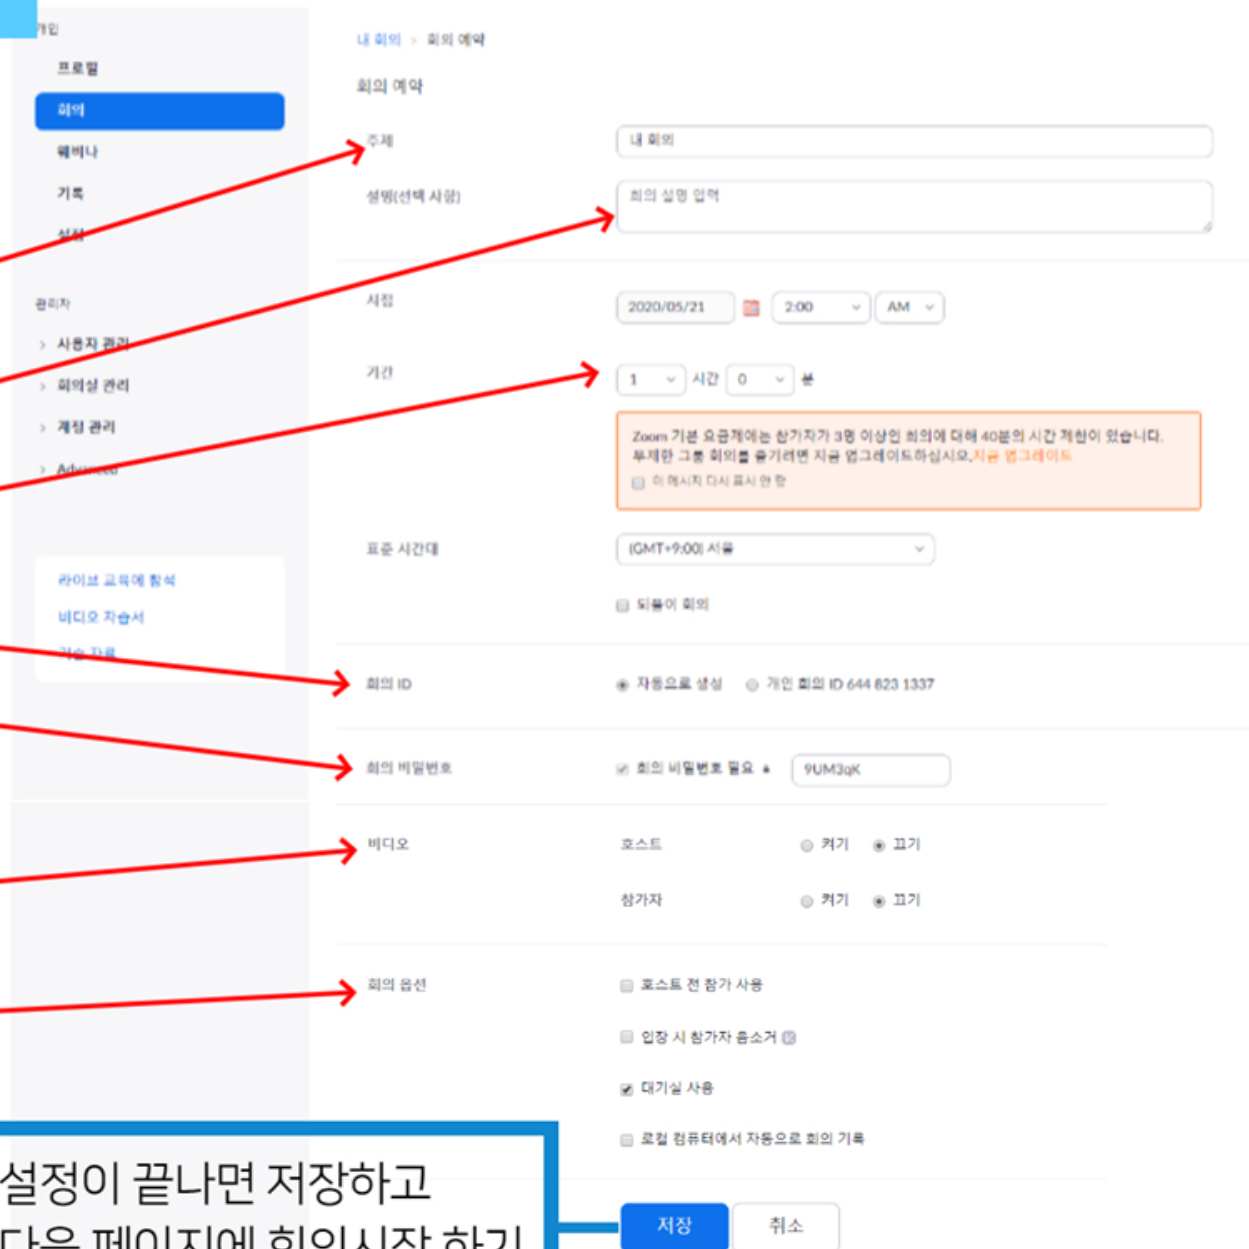 개인
프로필
회의
웨비나
기록
설정
관리자
사용자 관리
회의실 관리
계정 관리
Advanced
라이브 교육에 참석
비디오 자습서
기술 자료
내 회의 > 회의 예약
회의 예약
주제
내 회의
설명(선택 사항)
회의 설명 입력
시점
2020/05/21 2:00 AM
기간
1 시간 0 분
Zoom 기본 요금제에는 참가자가 3명 이상인 회의에 대해 40분의 시간 제한이 있습니다.
무제한 그룹 회의를 즐기려면 지금 업그레이드하십시오.지금 업그레이드
이 메시지 다시 표시 안 함
표준 시간대
(GMT+9:00) 서울
되풀이 회의
회의 ID
자동으로 생성 개인 회의 ID 644 823 1337
회의 비밀번호
회의 비밀번호 필요 9UM3qK
비디오
호스트 켜기 끄기
참가자 켜기 끄기
회의 옵션
호스트 전 참가 사용
입장 시 참가자 음소거
대기실 사용
로컬 컴퓨터에서 자동으로 회의 기록
저장 취소
설정이 끝나면 저장하고
다음 페이지에 회의시작 하기